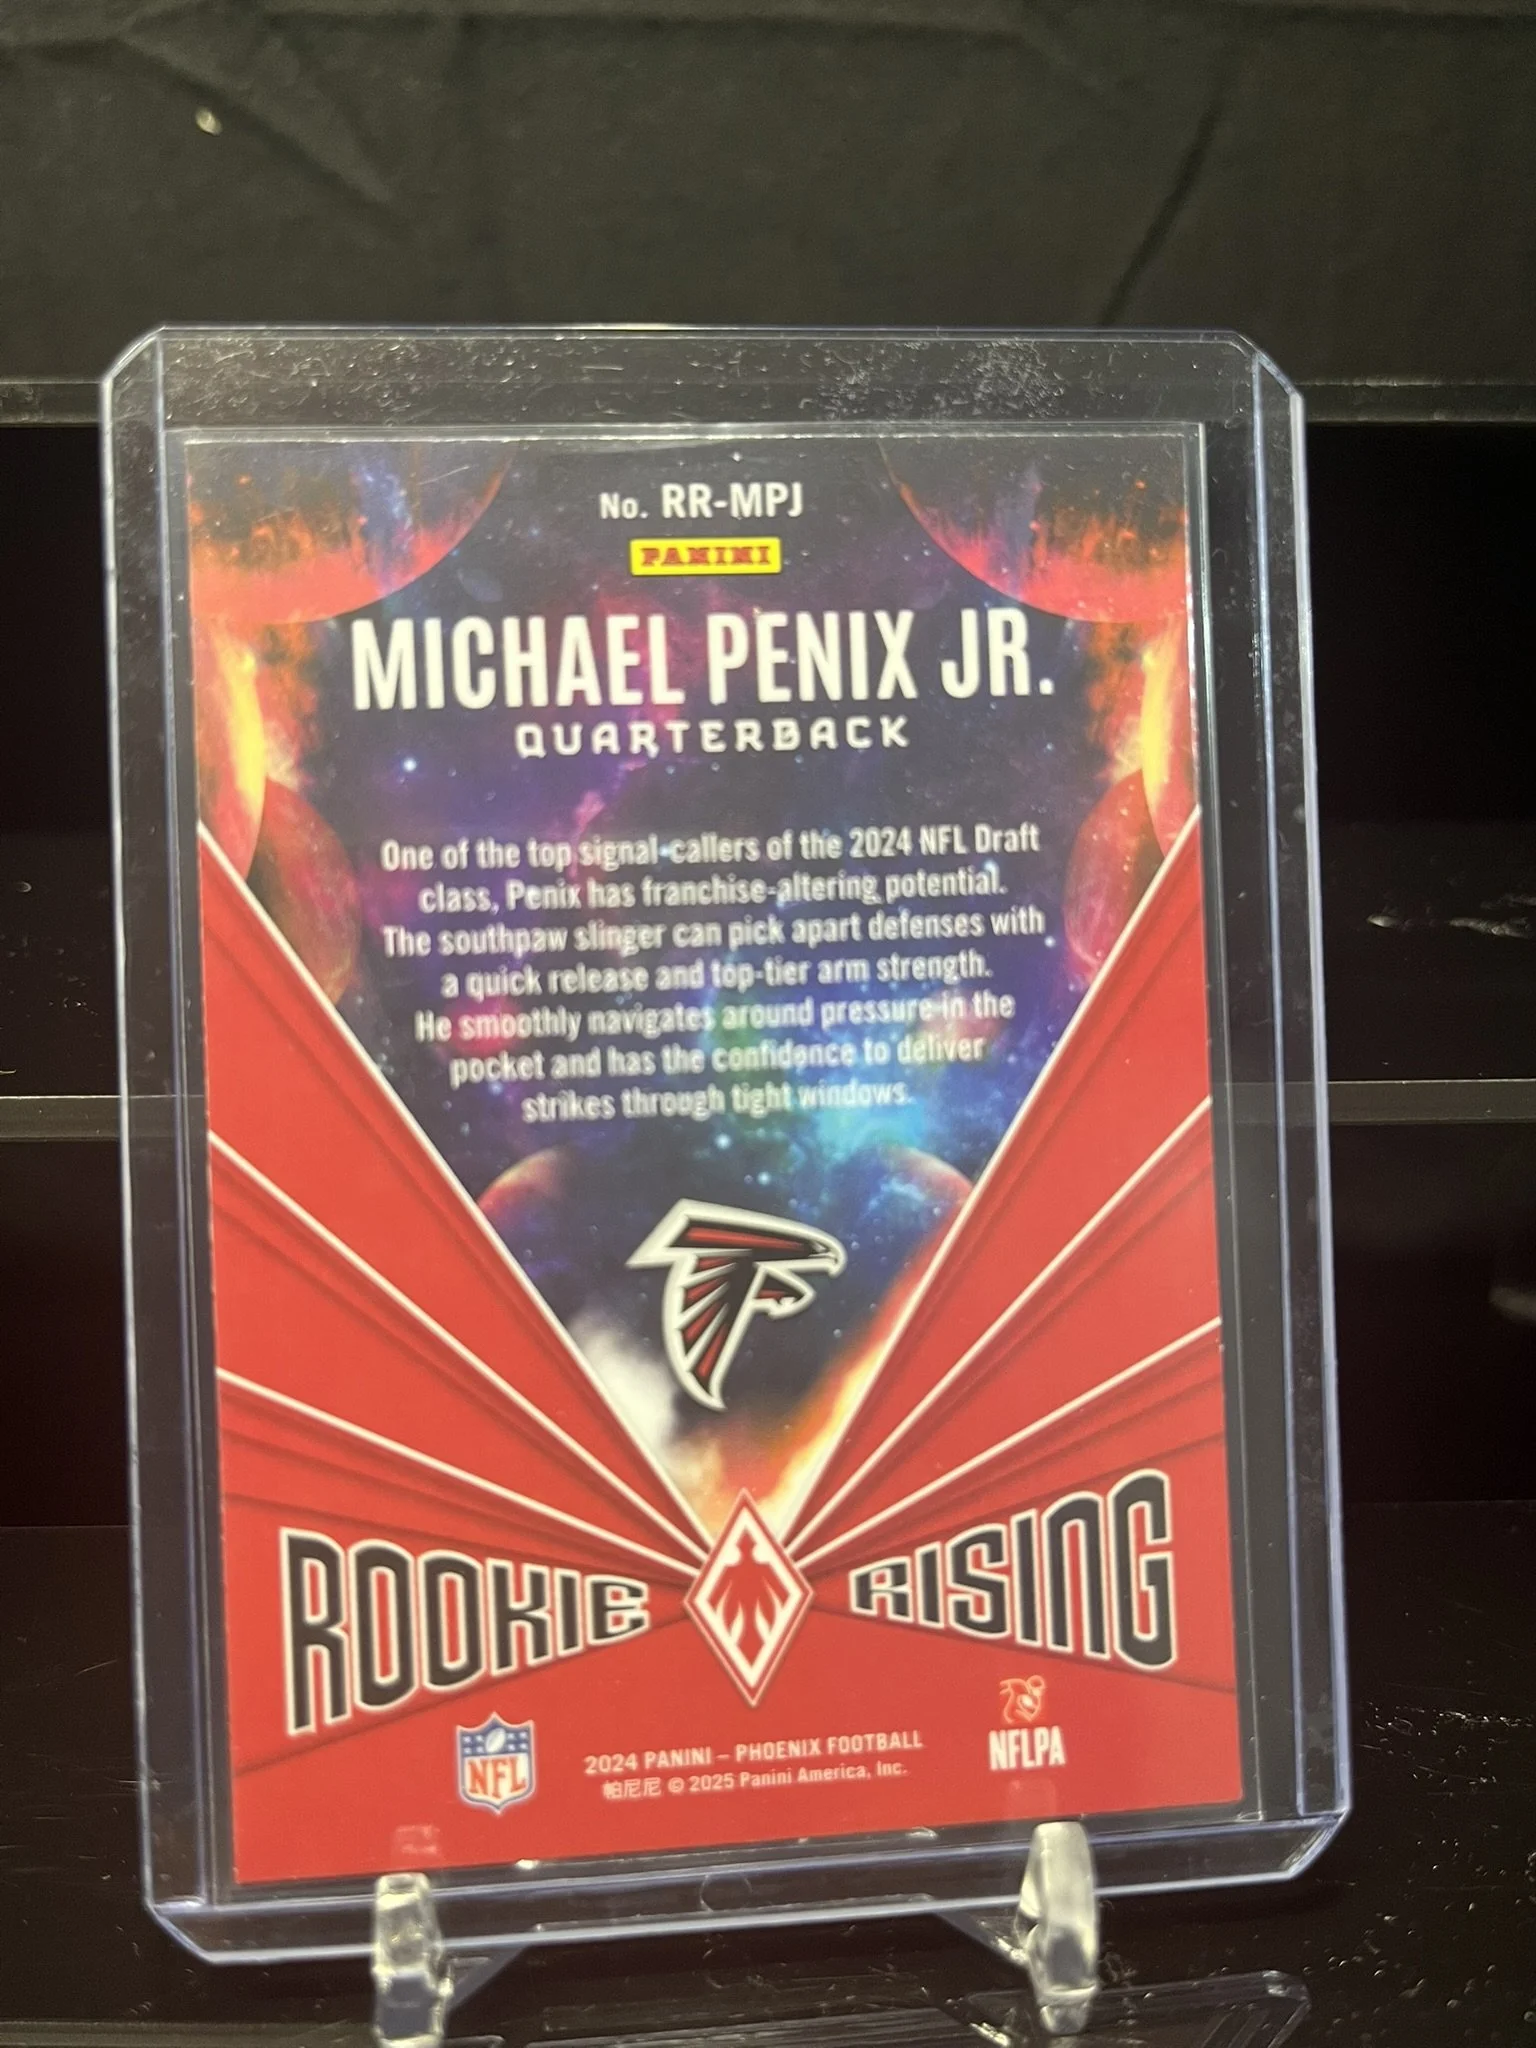 No. RR-MPJ
PANINI
MICHAEL PENIX JR.
QUARTERBACK
One of the top signal-callers of the 2024 NFL Draft
class, Penix has franchise-altering potential.
The southpaw slinger can pick apart defenses with
a quick release and top-tier arm strength.
He smoothly navigates around pressure in the
pocket and has the confidence to deliver
strikes through tight windows.
ROOKIE RISING
NFL
2024 PANINI – PHOENIX FOOTBALL
帕尼尼 © 2025 Panini America, Inc.
NFLPA